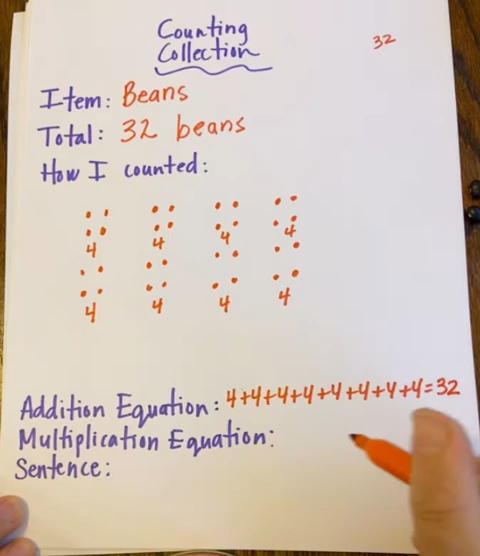 Counting
Collection
32
Item: Beans
Total: 32 beans
How I counted:
4 4 4 4
4 4 4 4
Addition Equation: 4+4+4+4+4+4+4+4=32
Multiplication Equation:
Sentence: